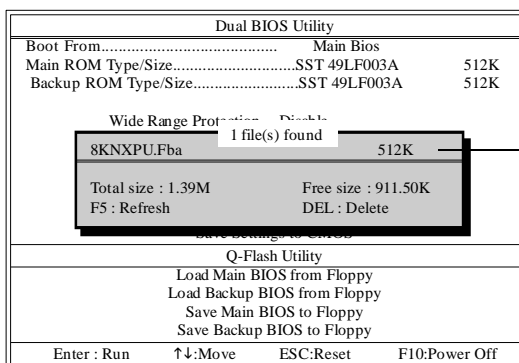 Dual BIOS Utility
Boot From.......................................... Main Bios
Main ROM Type/Size.............................SST 49LF003A 512K
Backup ROM Type/Size.........................SST 49LF003A 512K
Wide Range Protection Disable
1 file(s) found
8KNXPU.Fba 512K
Total size : 1.39M Free size : 911.50K
F5 : Refresh DEL : Delete
Save Settings to CMOS
Q-Flash Utility
Load Main BIOS from Floppy
Load Backup BIOS from Floppy
Save Main BIOS to Floppy
Save Backup BIOS to Floppy
Enter : Run ↑↓:Move ESC:Reset F10:Power Off